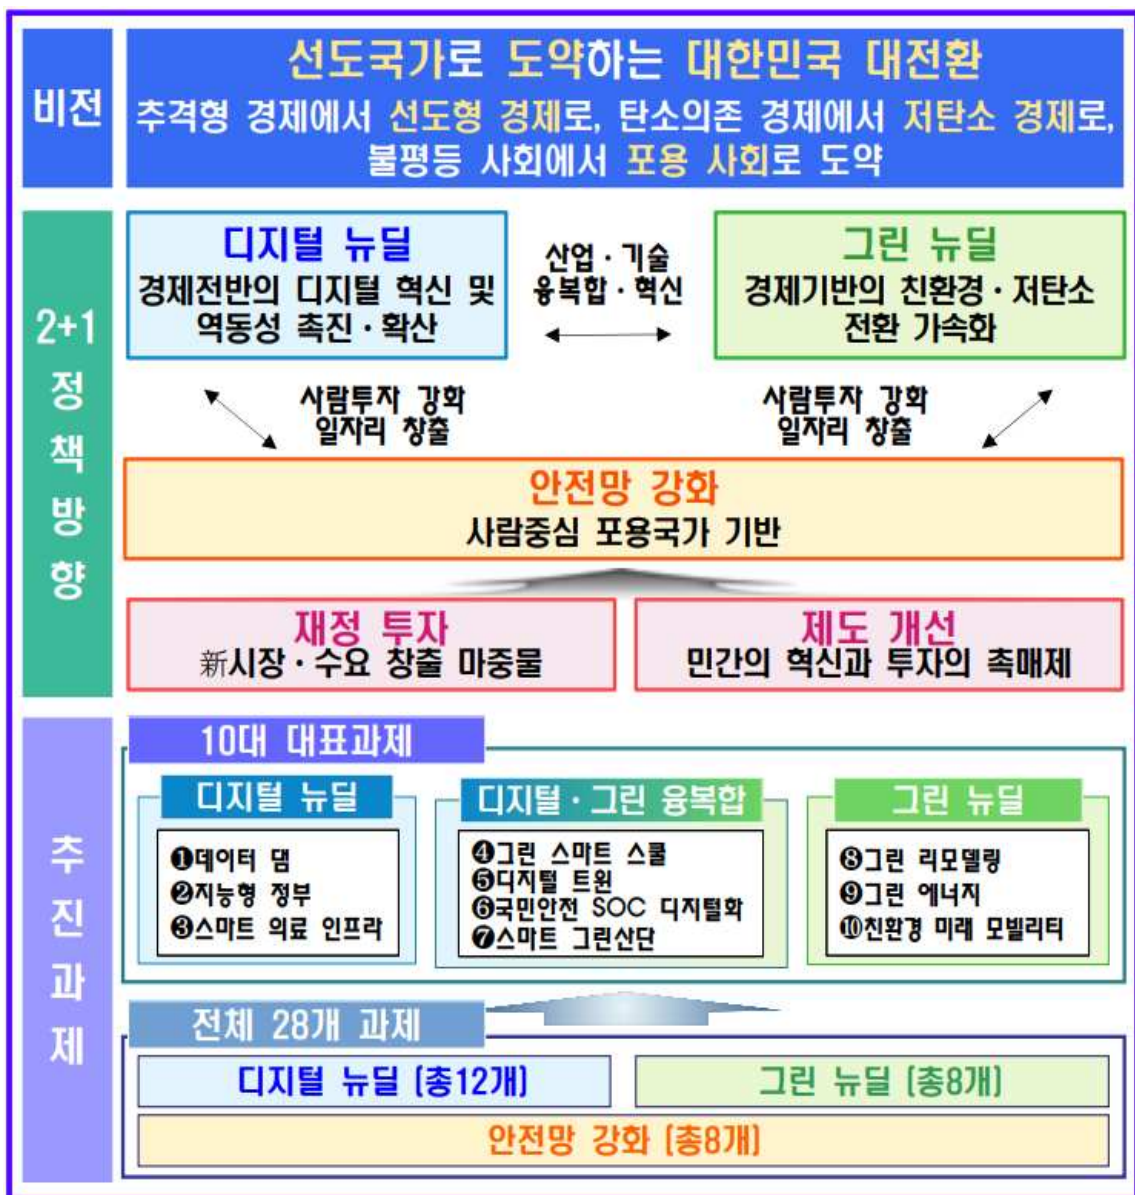 비전
선도국가로 도약하는 대한민국 대전환
추격형 경제에서 선도형 경제로, 탄소의존 경제에서 저탄소 경제로,
불평등 사회에서 포용 사회로 도약
2+1
정
책
방
향
디지털 뉴딜
경제전반의 디지털 혁신 및
역동성 촉진·확산
산업·기술
융복합·혁신
그린 뉴딜
경제기반의 친환경·저탄소
전환 가속화
사람투자 강화
일자리 창출
사람투자 강화
일자리 창출
안전망 강화
사람중심 포용국가 기반
재정 투자
新시장·수요 창출 마중물
제도 개선
민간의 혁신과 투자의 촉매제
추
진
과
제
10대 대표과제
디지털 뉴딜
❶데이터 댐
❷지능형 정부
❸스마트 의료 인프라
디지털·그린 융복합
❹그린 스마트 스쿨
❺디지털 트윈
❻국민안전 SOC 디지털화
❼스마트 그린산단
그린 뉴딜
❽그린 리모델링
❾그린 에너지
❿친환경 미래 모빌리티
전체 28개 과제
디지털 뉴딜 (총12개)
그린 뉴딜 (총8개)
안전망 강화 (총8개)